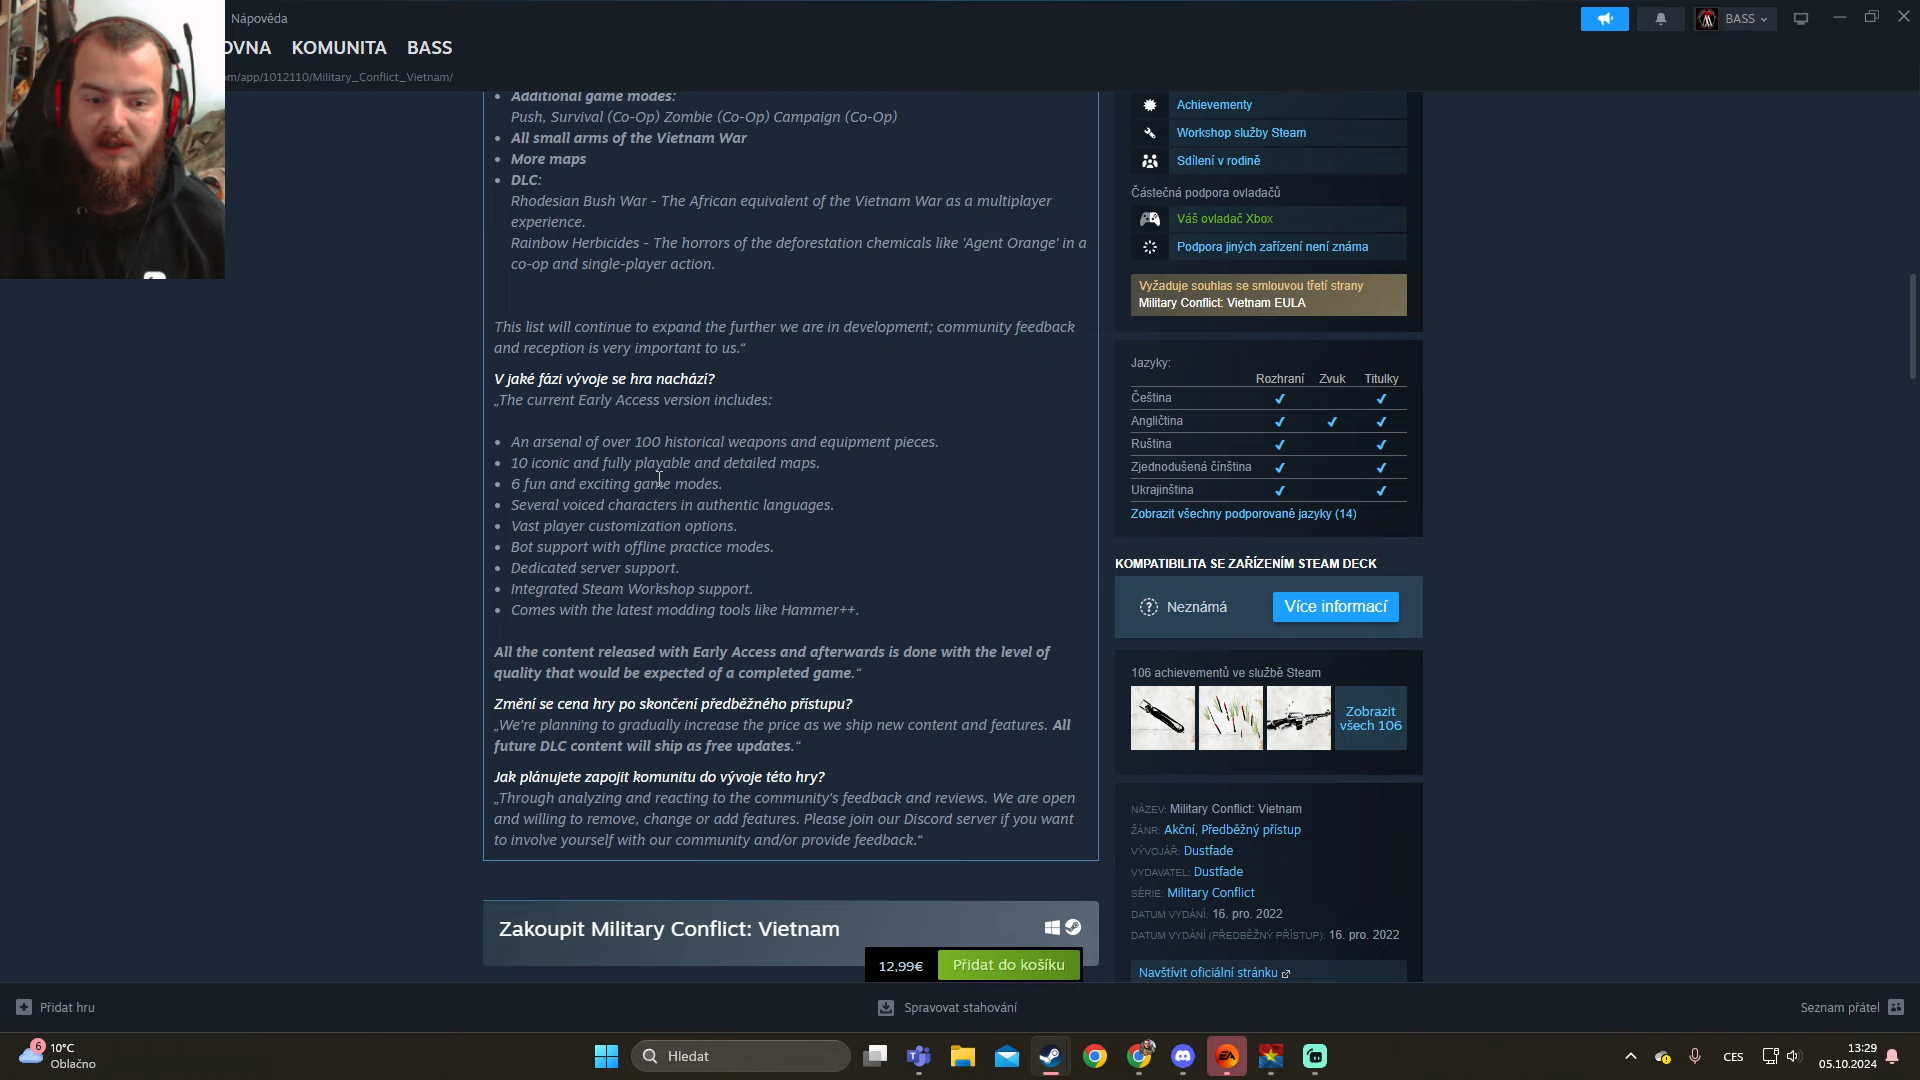 Nápověda
BASS
OVNA KOMUNITA BASS
om/app/1012110/Military_Conflict_Vietnam/
• Additional game modes:
Push, Survival (Co-Op) Zombie (Co-Op) Campaign (Co-Op)
• All small arms of the Vietnam War
• More maps
• DLC:
Rhodesian Bush War - The African equivalent of the Vietnam War as a multiplayer
experience.
Rainbow Herbicides - The horrors of the deforestation chemicals like 'Agent Orange' in a
co-op and single-player action.
This list will continue to expand the further we are in development; community feedback
and reception is very important to us.“
V jaké fázi vývoje se hra nachází?
„The current Early Access version includes:
• An arsenal of over 100 historical weapons and equipment pieces.
• 10 iconic and fully playable and detailed maps.
• 6 fun and exciting game modes.
• Several voiced characters in authentic languages.
• Vast player customization options.
• Bot support with offline practice modes.
• Dedicated server support.
• Integrated Steam Workshop support.
• Comes with the latest modding tools like Hammer++.
All the content released with Early Access and afterwards is done with the level of
quality that would be expected of a completed game.“
Změní se cena hry po skončení předběžného přístupu?
„We're planning to gradually increase the price as we ship new content and features. All
future DLC content will ship as free updates.“
Jak plánujete zapojit komunitu do vývoje této hry?
„Through analyzing and reacting to the community's feedback and reviews. We are open
and willing to remove, change or add features. Please join our Discord server if you want
to involve yourself with our community and/or provide feedback.“
Zakoupit Military Conflict: Vietnam
12,99€ Přidat do košíku
Achievementy
Workshop služby Steam
Sdílení v rodině
Částečná podpora ovladačů
Váš ovladač Xbox
Podpora jiných zařízení není známa
Vyžaduje souhlas se smlouvou třetí strany
Military Conflict: Vietnam EULA
Jazyky:
Rozhraní Zvuk Titulky
Čeština ✔ ✔
Angličtina ✔ ✔ ✔
Ruština ✔ ✔
Zjednodušená čínština ✔ ✔
Ukrajinština ✔ ✔
Zobrazit všechny podporované jazyky (14)
KOMPATIBILITA SE ZAŘÍZENÍM STEAM DECK
Neznámá Více informací
106 achievementů ve službě Steam
Zobrazit
všech 106
NÁZEV: Military Conflict: Vietnam
ŽÁNR: Akční, Předběžný přístup
VÝVOJÁŘ: Dustfade
VYDAVATEL: Dustfade
SÉRIE: Military Conflict
DATUM VYDÁNÍ: 16. pro. 2022
DATUM VYDÁNÍ (PŘEDBĚŽNÝ PŘÍSTUP): 16. pro. 2022
Navštívit oficiální stránku
Přidat hru
Spravovat stahování
Seznam přátel
6
10°C
Oblačno
Hledat
EA
CES
13:29
05.10.2024